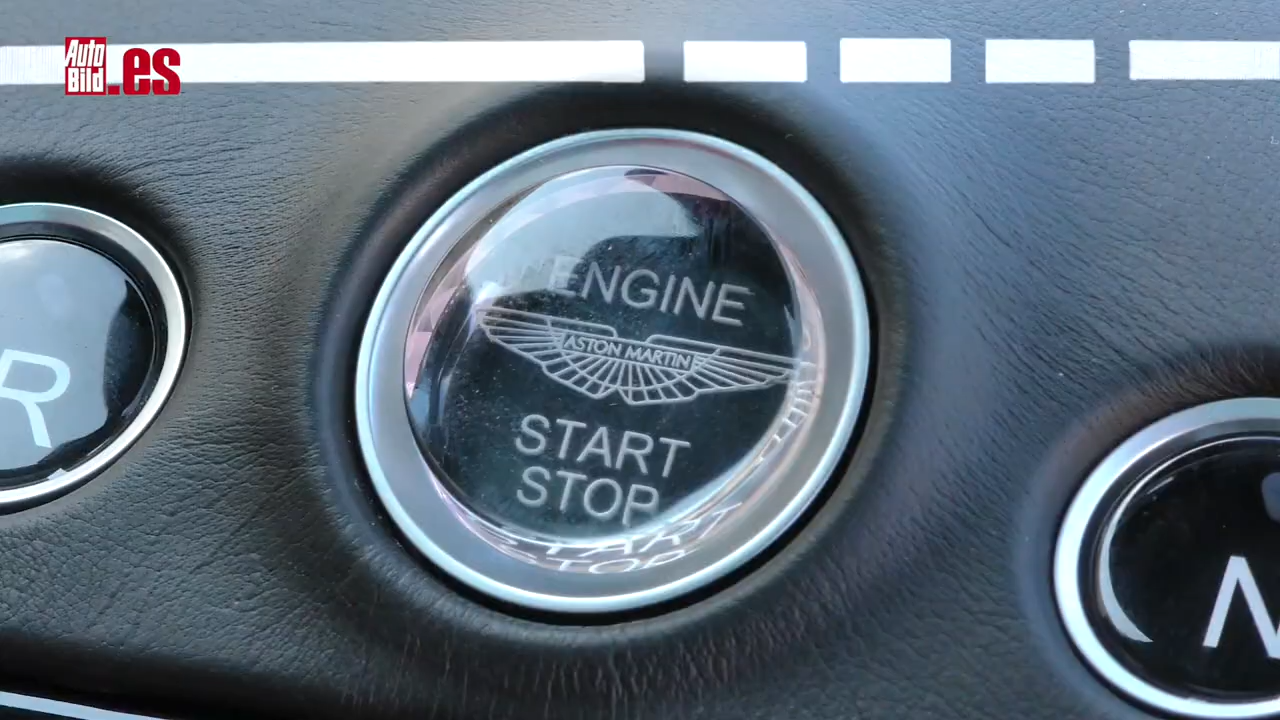 Auto
Bild
.es
ENGINE
ASTON MARTIN
START
STOP
R
N